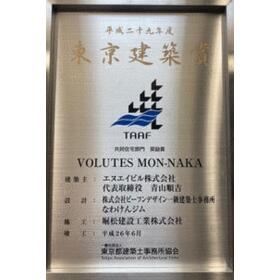 平成二十九年度
東京建築賞
TAAF
共同住宅部門 奨励賞
VOLUTES MON-NAKA
建築主： エヌエイビル株式会社
代表取締役 青山順吉
設計： 株式会社ビーフンデザイン一級建築士事務所
なわけんジム
施工： 堀松建設工業株式会社
竣工： 平成26年6月
一般社団法人
東京都建築士事務所協会
Tokyo Association of Architectural Firms